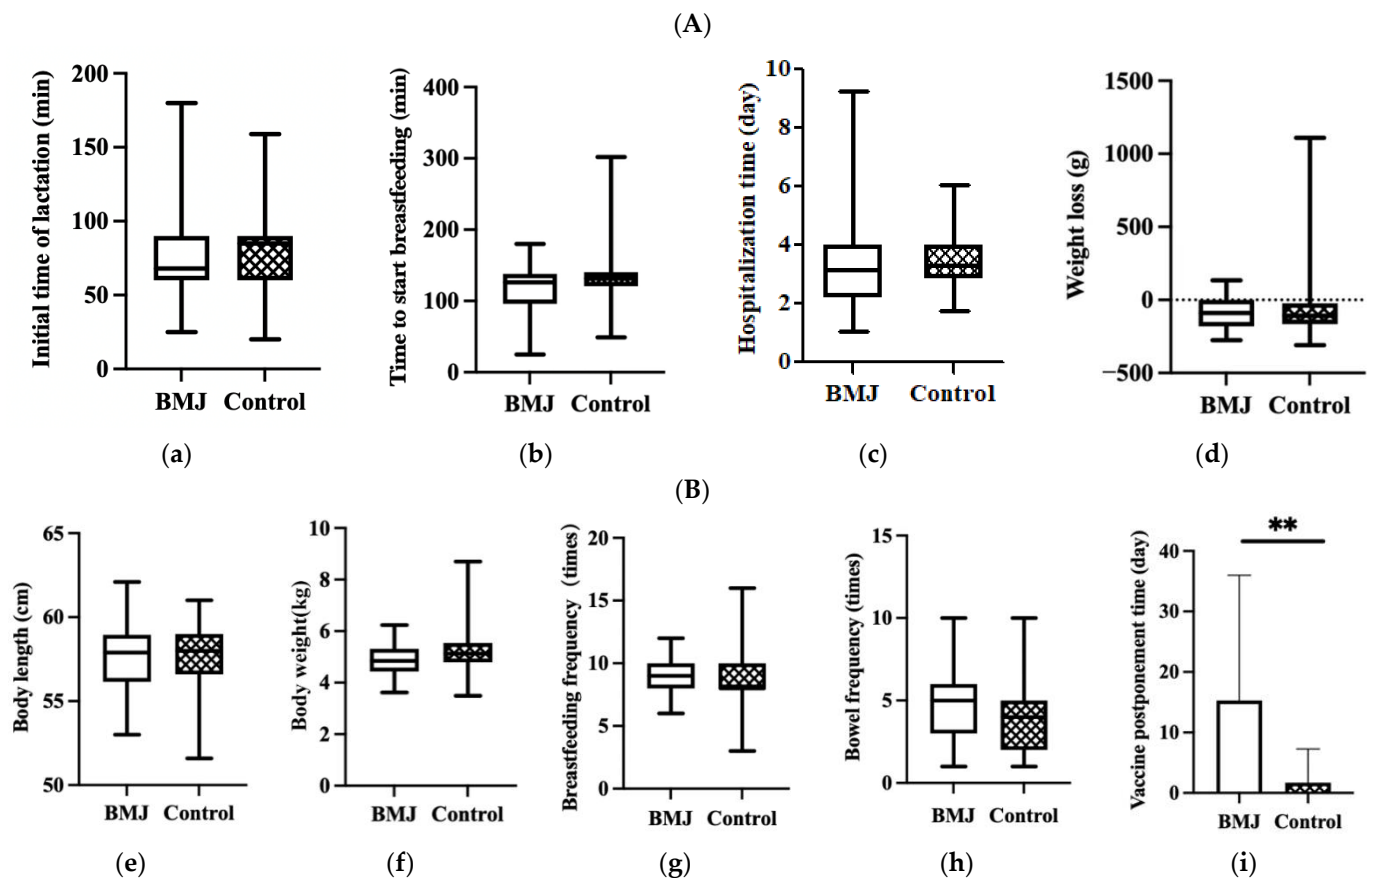 (A)
Initial time of lactation (min)
200
150
100
50
0
BMJ Control
(a)
Time to start breastfeeding (min)
400
300
200
100
0
BMJ Control
(b)
Hospitalization time (day)
10
8
6
4
2
0
BMJ Control
(c)
Weight loss (g)
1500
1000
500
0
−500
BMJ Control
(d)
(B)
Body length (cm)
65
60
55
50
BMJ Control
(e)
Body weight(kg)
10
8
6
4
2
0
BMJ Control
(f)
Breastfeeding frequency (times)
20
15
10
5
0
BMJ Control
(g)
Bowel frequency (times)
15
10
5
0
BMJ Control
(h)
Vaccine postponement time (day)
**
40
30
20
10
0
BMJ Control
(i)